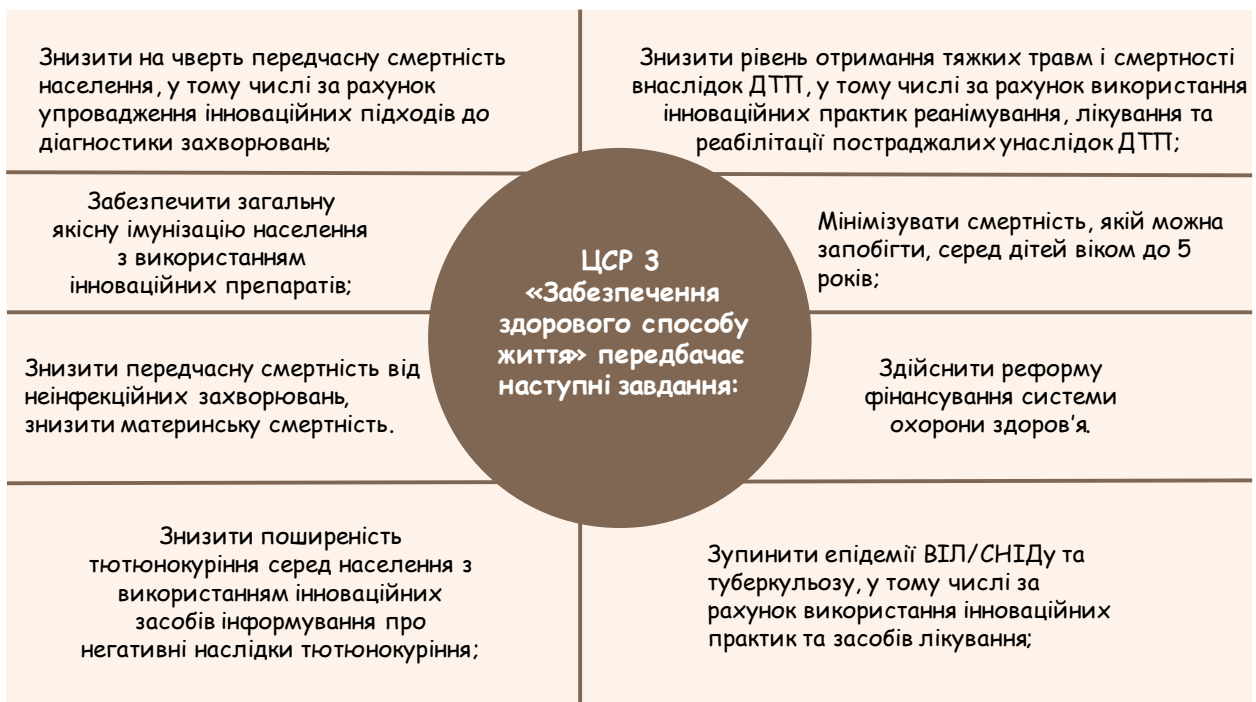 Знизити на чверть передчасну смертність
населення, у тому числі за рахунок
упровадження інноваційних підходів до
діагностики захворювань;
Знизити рівень отримання тяжких травм і смертності
внаслідок ДТП, у тому числі за рахунок використання
інноваційних практик реанімування, лікування та
реабілітації постраждалих унаслідок ДТП;
Забезпечити загальну
якісну імунізацію населення
з використанням
інноваційних препаратів;
ЦСР 3
«Забезпечення
здорового способу
життя» передбачає
наступні завдання:
Мінімізувати смертність, якій можна
запобігти, серед дітей віком до 5
років;
Знизити передчасну смертність від
неінфекційних захворювань,
знизити материнську смертність.
Здійснити реформу
фінансування системи
охорони здоров'я.
Знизити поширеність
тютюнокуріння серед населення з
використанням інноваційних
засобів інформування про
негативні наслідки тютюнокуріння;
Зупинити епідемії ВІЛ/СНІДу та
туберкульозу, у тому числі за
рахунок використання інноваційних
практик та засобів лікування;